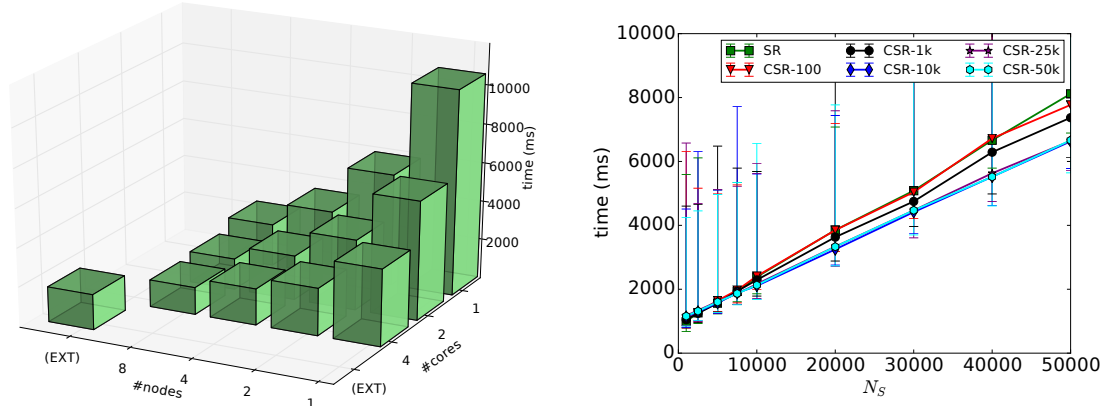 10000
8000
6000
4000
2000
time (ms)
(EXT)
8
4
2
1
#nodes
(EXT)
4
2
1
#cores
10000
8000
6000
4000
2000
0
time (ms)
SR
CSR-100
CSR-1k
CSR-10k
CSR-25k
CSR-50k
0 10000 20000 30000 40000 50000
N_S